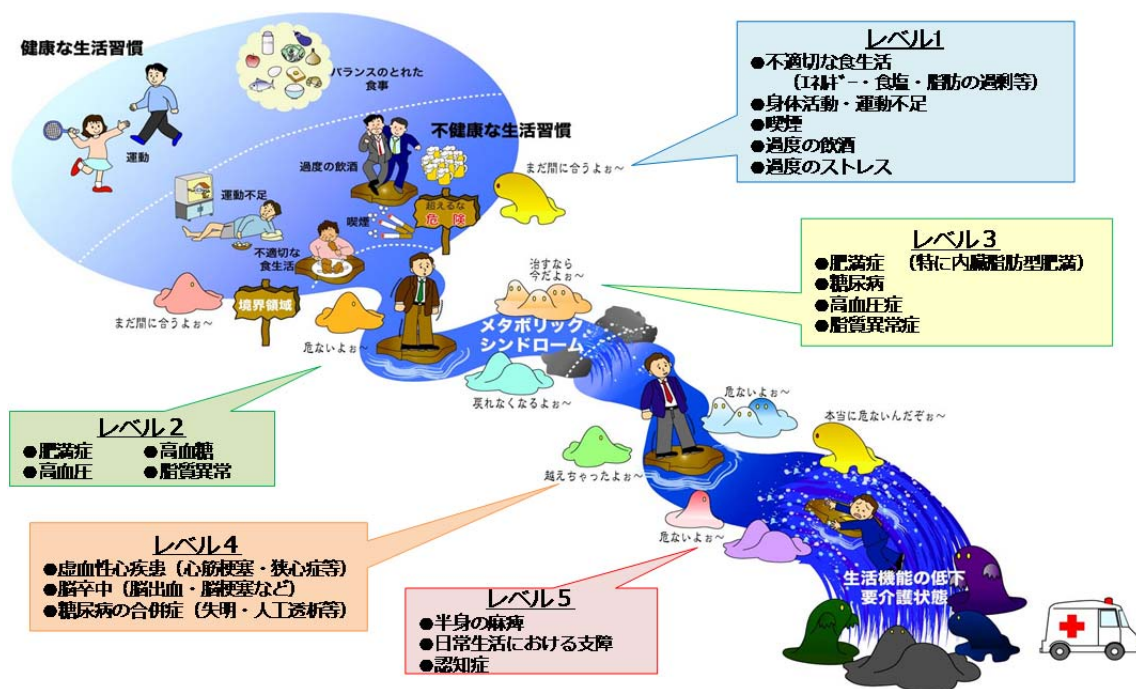 健康な生活習慣
バランスのとれた
食事
運動
不健康な生活習慣
過度の飲酒
超えるな
危険
運動不足
喫煙
不適切な
食生活
境界領域
まだ間に合うよぉ～
まだ間に合うよぉ～
危ないよぉ～
治すなら
今だよぉ～
メタボリック
シンドローム
戻れなくなるよぉ～
危ないよぉ～
越えちゃったよぉ～
本当に危ないんだぞぉ～
危ないよぉ～
生活機能の低下
要介護状態
レベル1
●不適切な食生活
（ｴﾈﾙｷﾞｰ・食塩・脂肪の過剰等）
●身体活動・運動不足
●喫煙
●過度の飲酒
●過度のストレス
レベル２
●肥満症 ●高血糖
●高血圧 ●脂質異常
レベル３
●肥満症 （特に内臓脂肪型肥満）
●糖尿病
●高血圧症
●脂質異常症
レベル４
●虚血性心疾患（心筋梗塞・狭心症等）
●脳卒中（脳出血・脳梗塞など）
●糖尿病の合併症（失明・人工透析等）
レベル５
●半身の麻痺
●日常生活における支障
●認知症